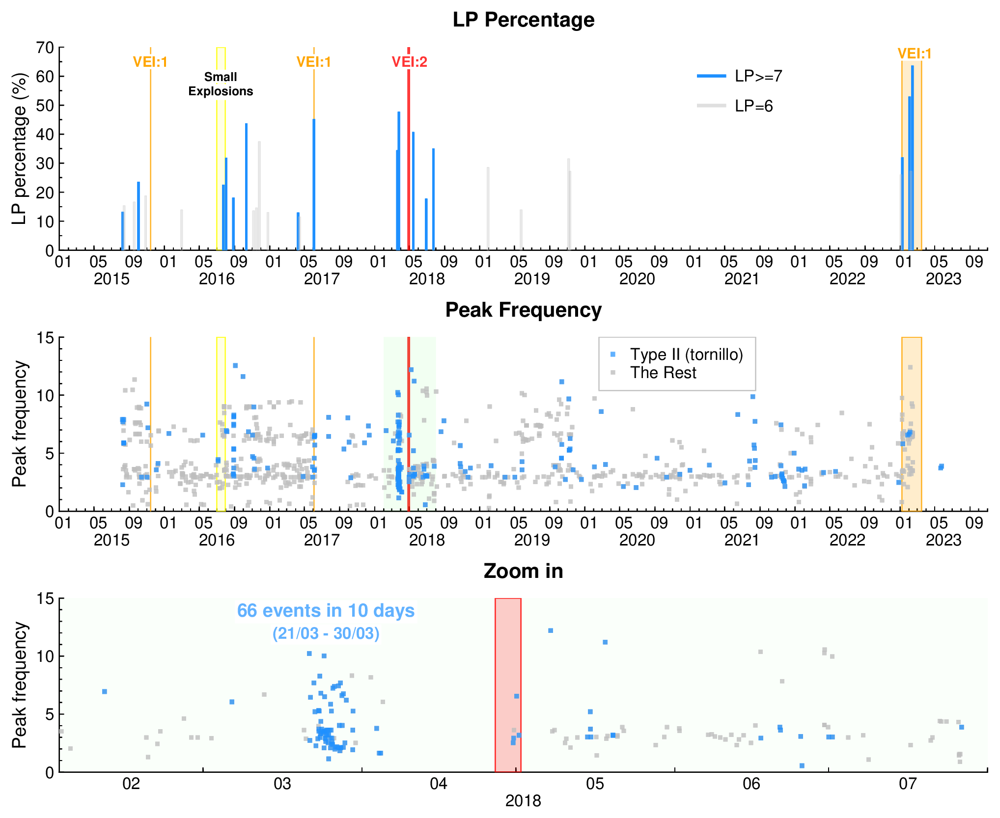 LP Percentage
LP percentage (%)
70
60
50
40
30
20
10
0
VEI:1
Small
Explosions
VEI:1
VEI:2
VEI:1
LP>=7
LP=6
01 05 09 01 05 09 01 05 09 01 05 09 01 05 09 01 05 09 01 05 09 01 05 09 01 05 09
2015 2016 2017 2018 2019 2020 2021 2022 2023
Peak Frequency
Peak frequency
15
10
5
0
Type II (tornillo)
The Rest
01 05 09 01 05 09 01 05 09 01 05 09 01 05 09 01 05 09 01 05 09 01 05 09 01 05 09
2015 2016 2017 2018 2019 2020 2021 2022 2023
Zoom in
Peak frequency
15
10
5
0
66 events in 10 days
(21/03 - 30/03)
02 03 04 05 06 07
2018